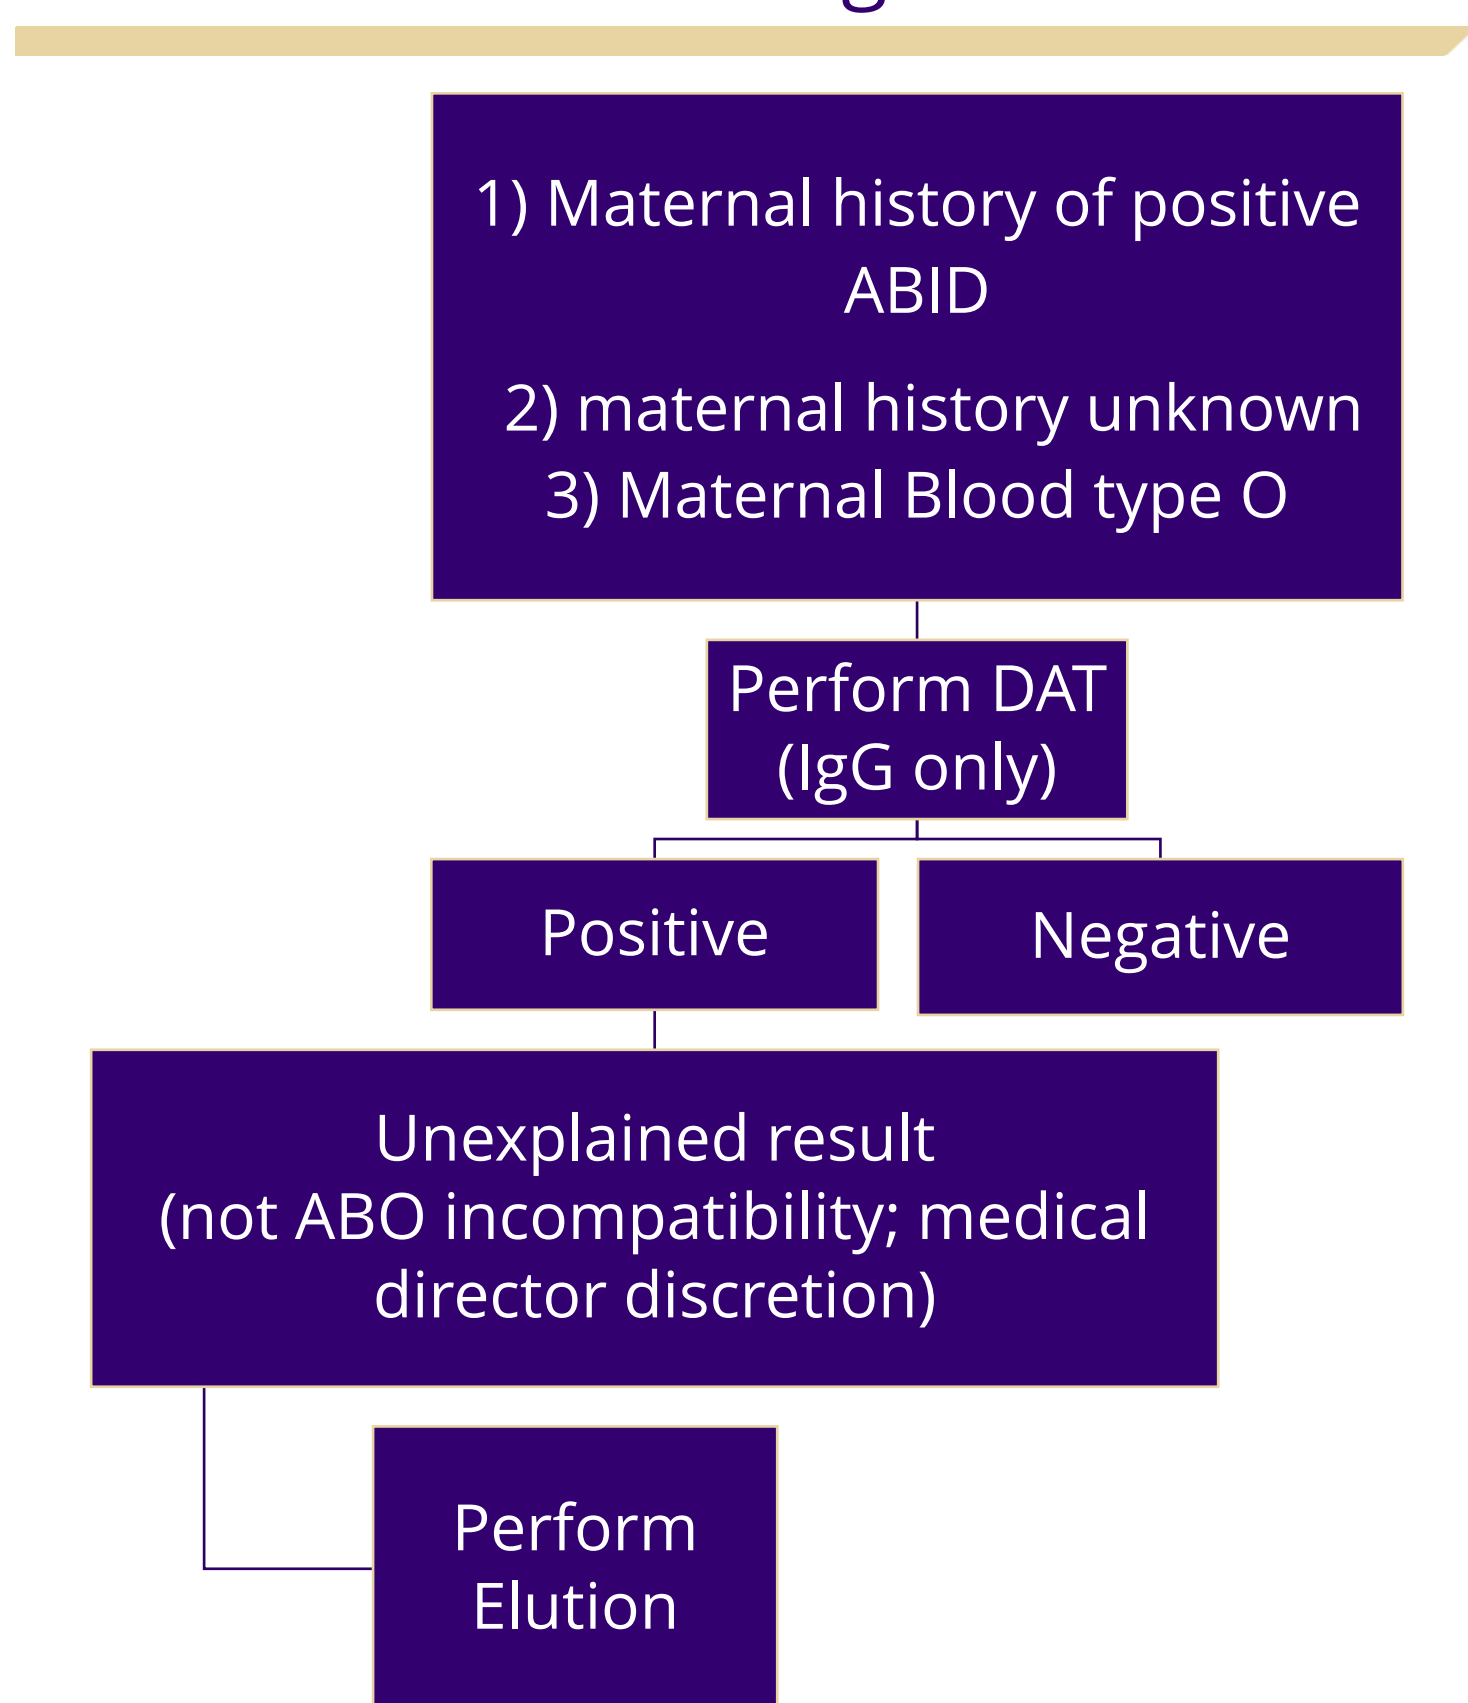 1) Maternal history of positive
ABID
2) maternal history unknown
3) Maternal Blood type O
Perform DAT
(IgG only)
Positive
Negative
Unexplained result
(not ABO incompatibility; medical
director discretion)
Perform
Elution